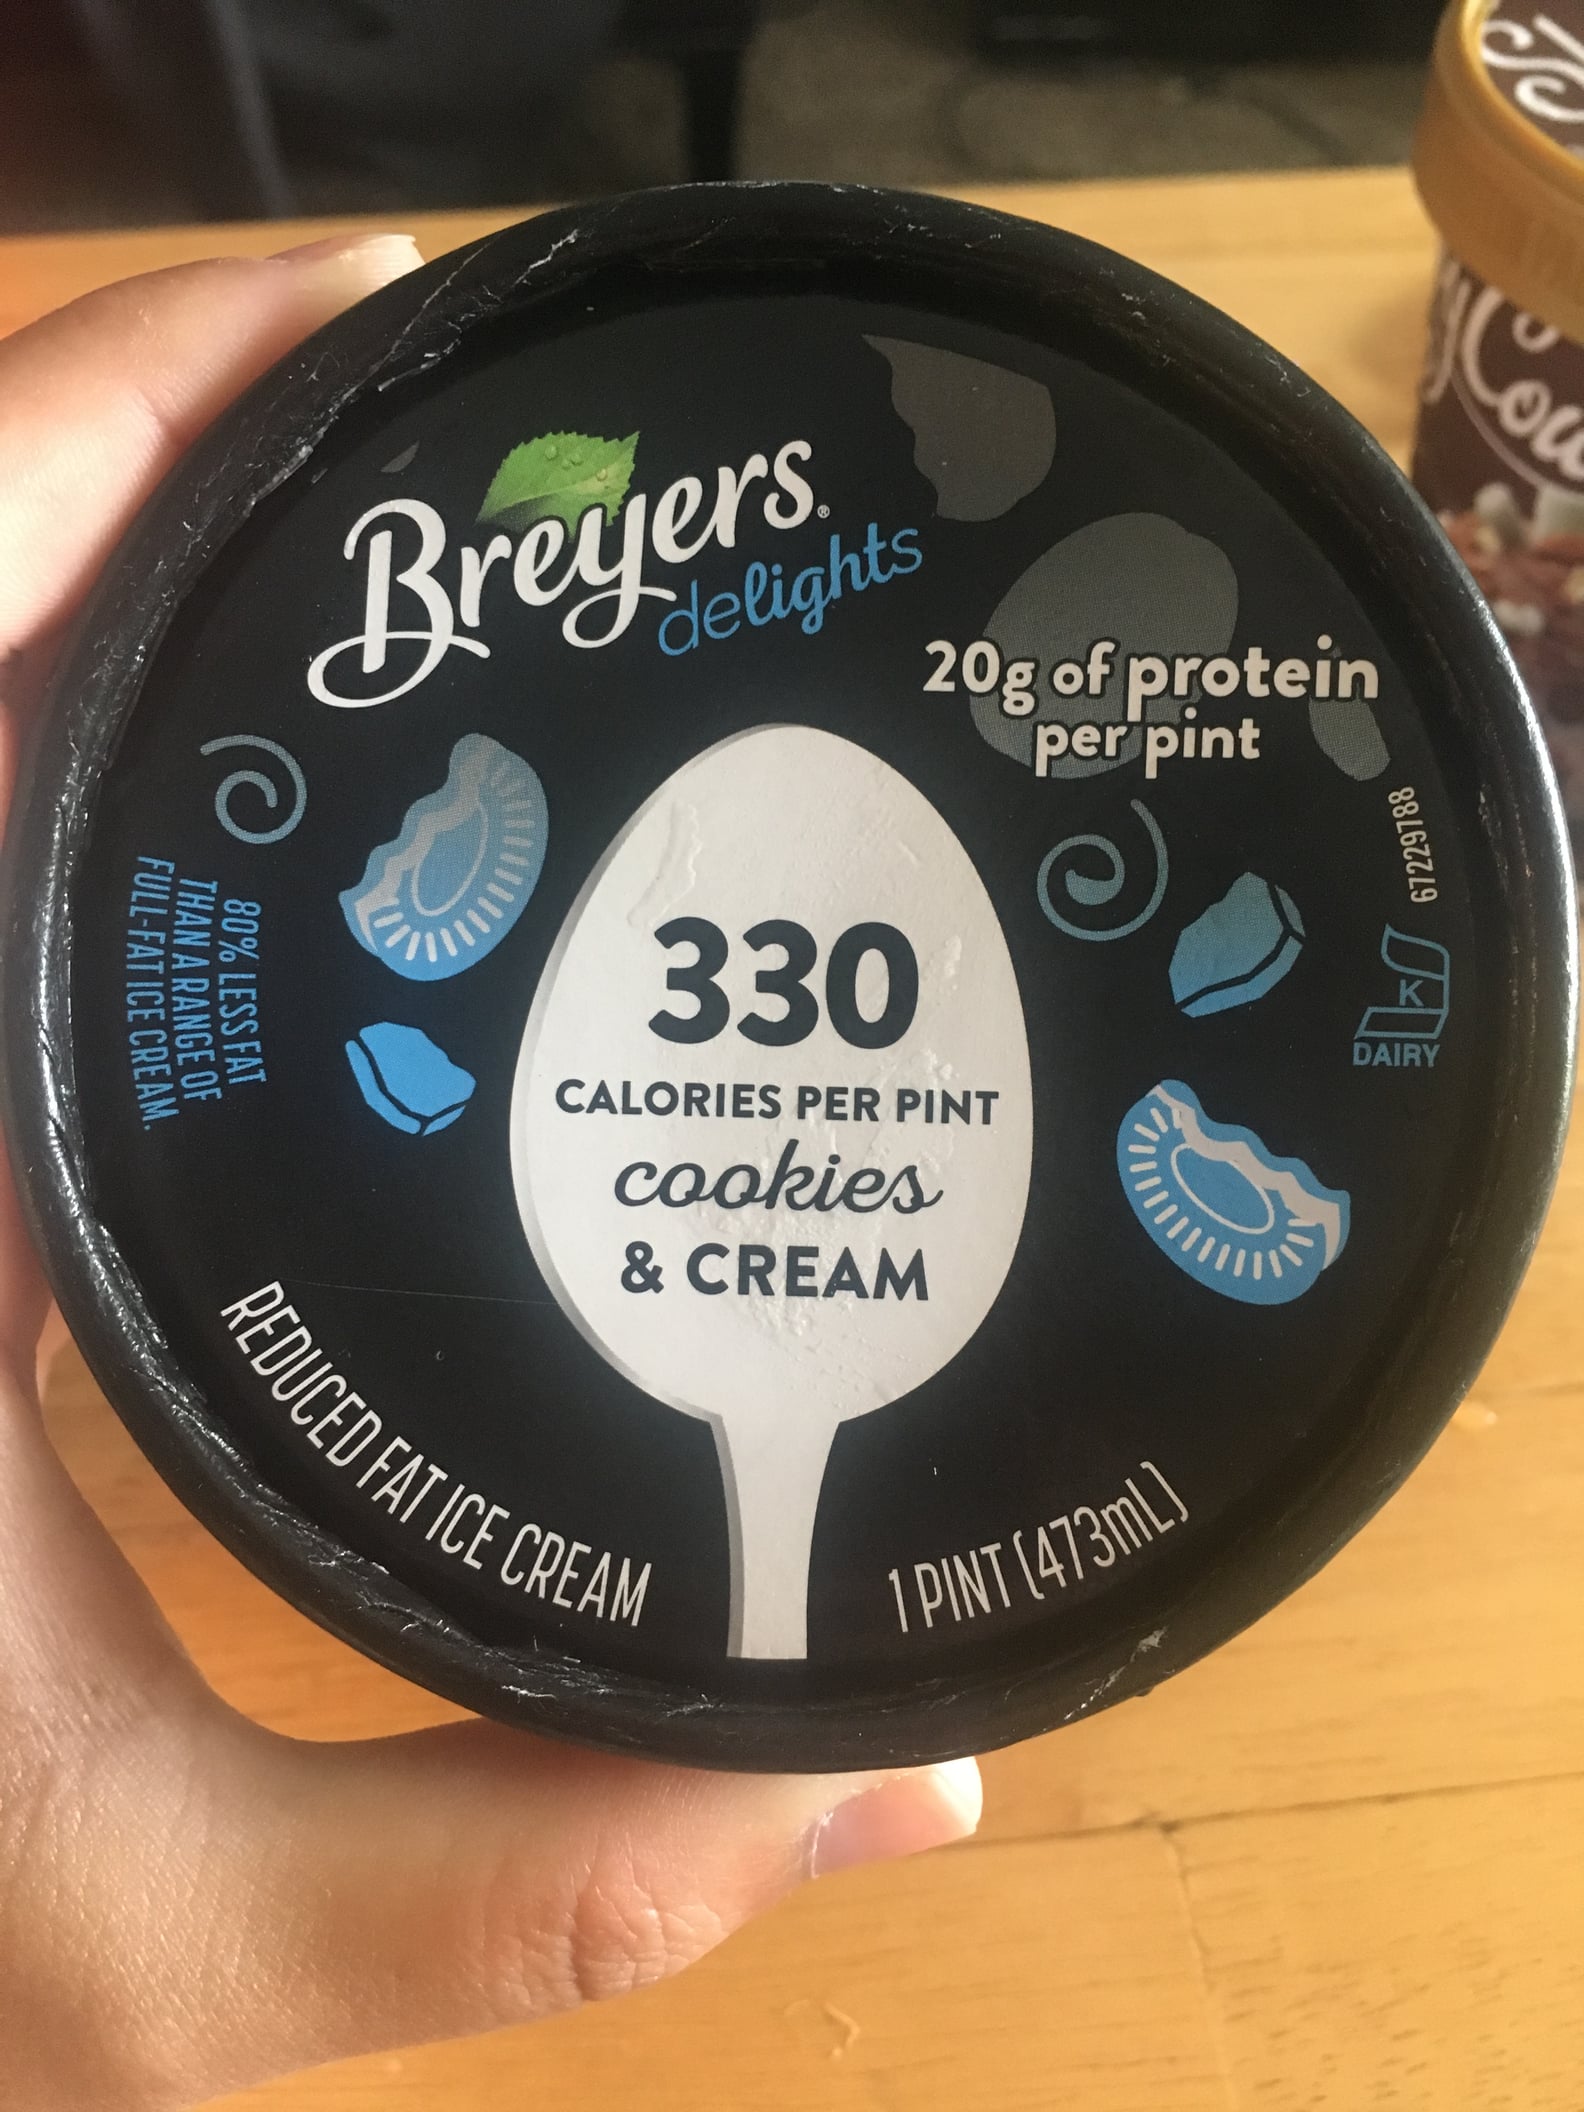 Breyers®
delights
20g of protein
per pint
80% LESS FAT
THAN A RANGE OF
FULL-FAT ICE CREAM.
330
CALORIES PER PINT
cookies
& CREAM
67229788
K
DAIRY
REDUCED FAT ICE CREAM
1 PINT (473mL)